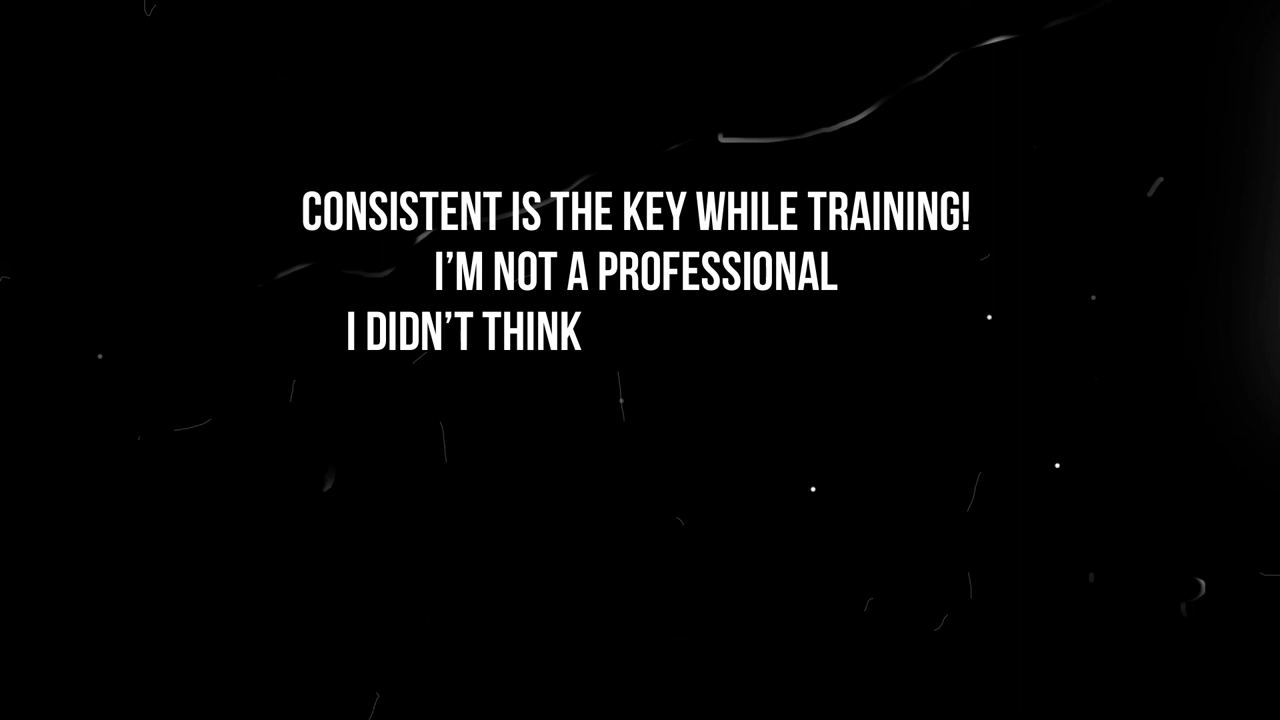 CONSISTENT IS THE KEY WHILE TRAINING!
I'M NOT A PROFESSIONAL
I DIDN'T THINK